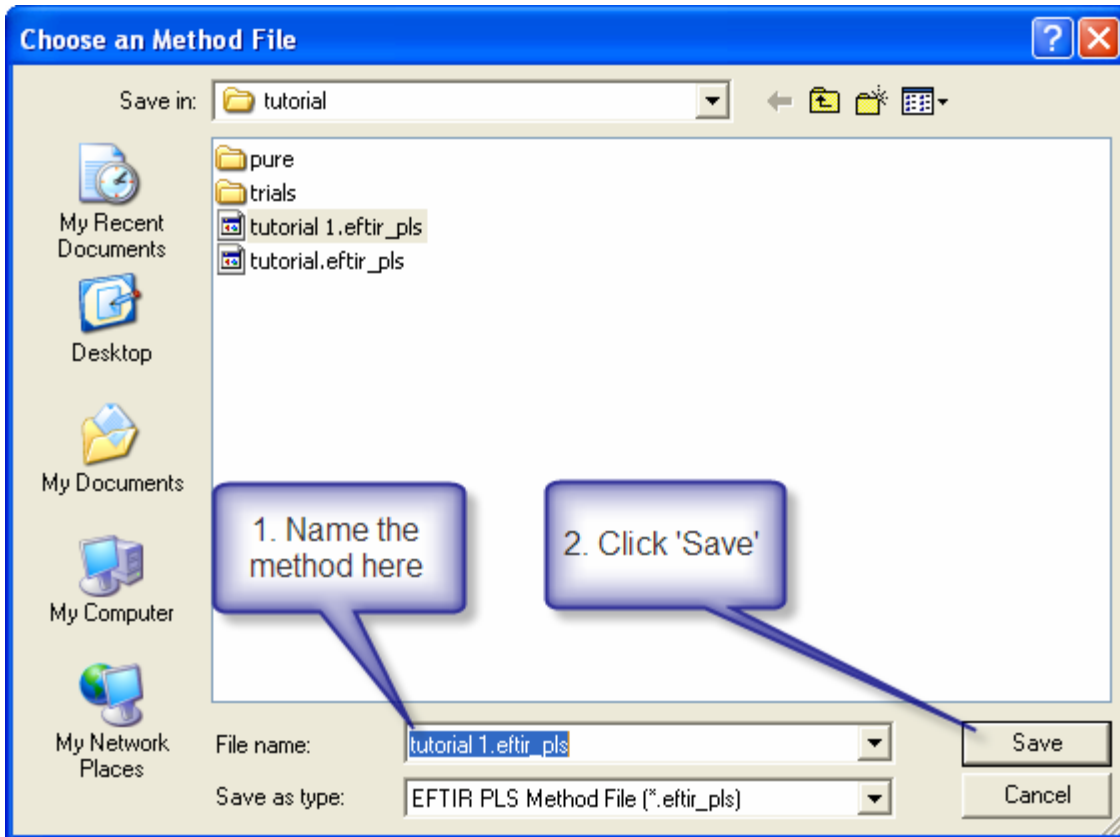 Choose an Method File
Save in:
tutorial
My Recent
Documents
Desktop
My Documents
My Computer
My Network
Places
pure
trials
tutorial 1.eftir_pls
tutorial.eftir_pls
1. Name the
method here
2. Click 'Save'
File name:
tutorial 1.eftir_pls
Save
Save as type:
EFTIR PLS Method File (*.eftir_pls)
Cancel